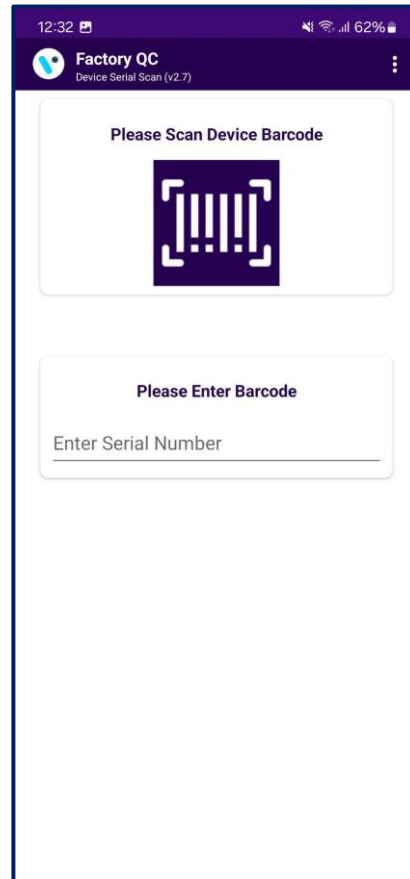 12:32 62%
Factory QC
Device Serial Scan (v2.7)
Please Scan Device Barcode
Please Enter Barcode
Enter Serial Number